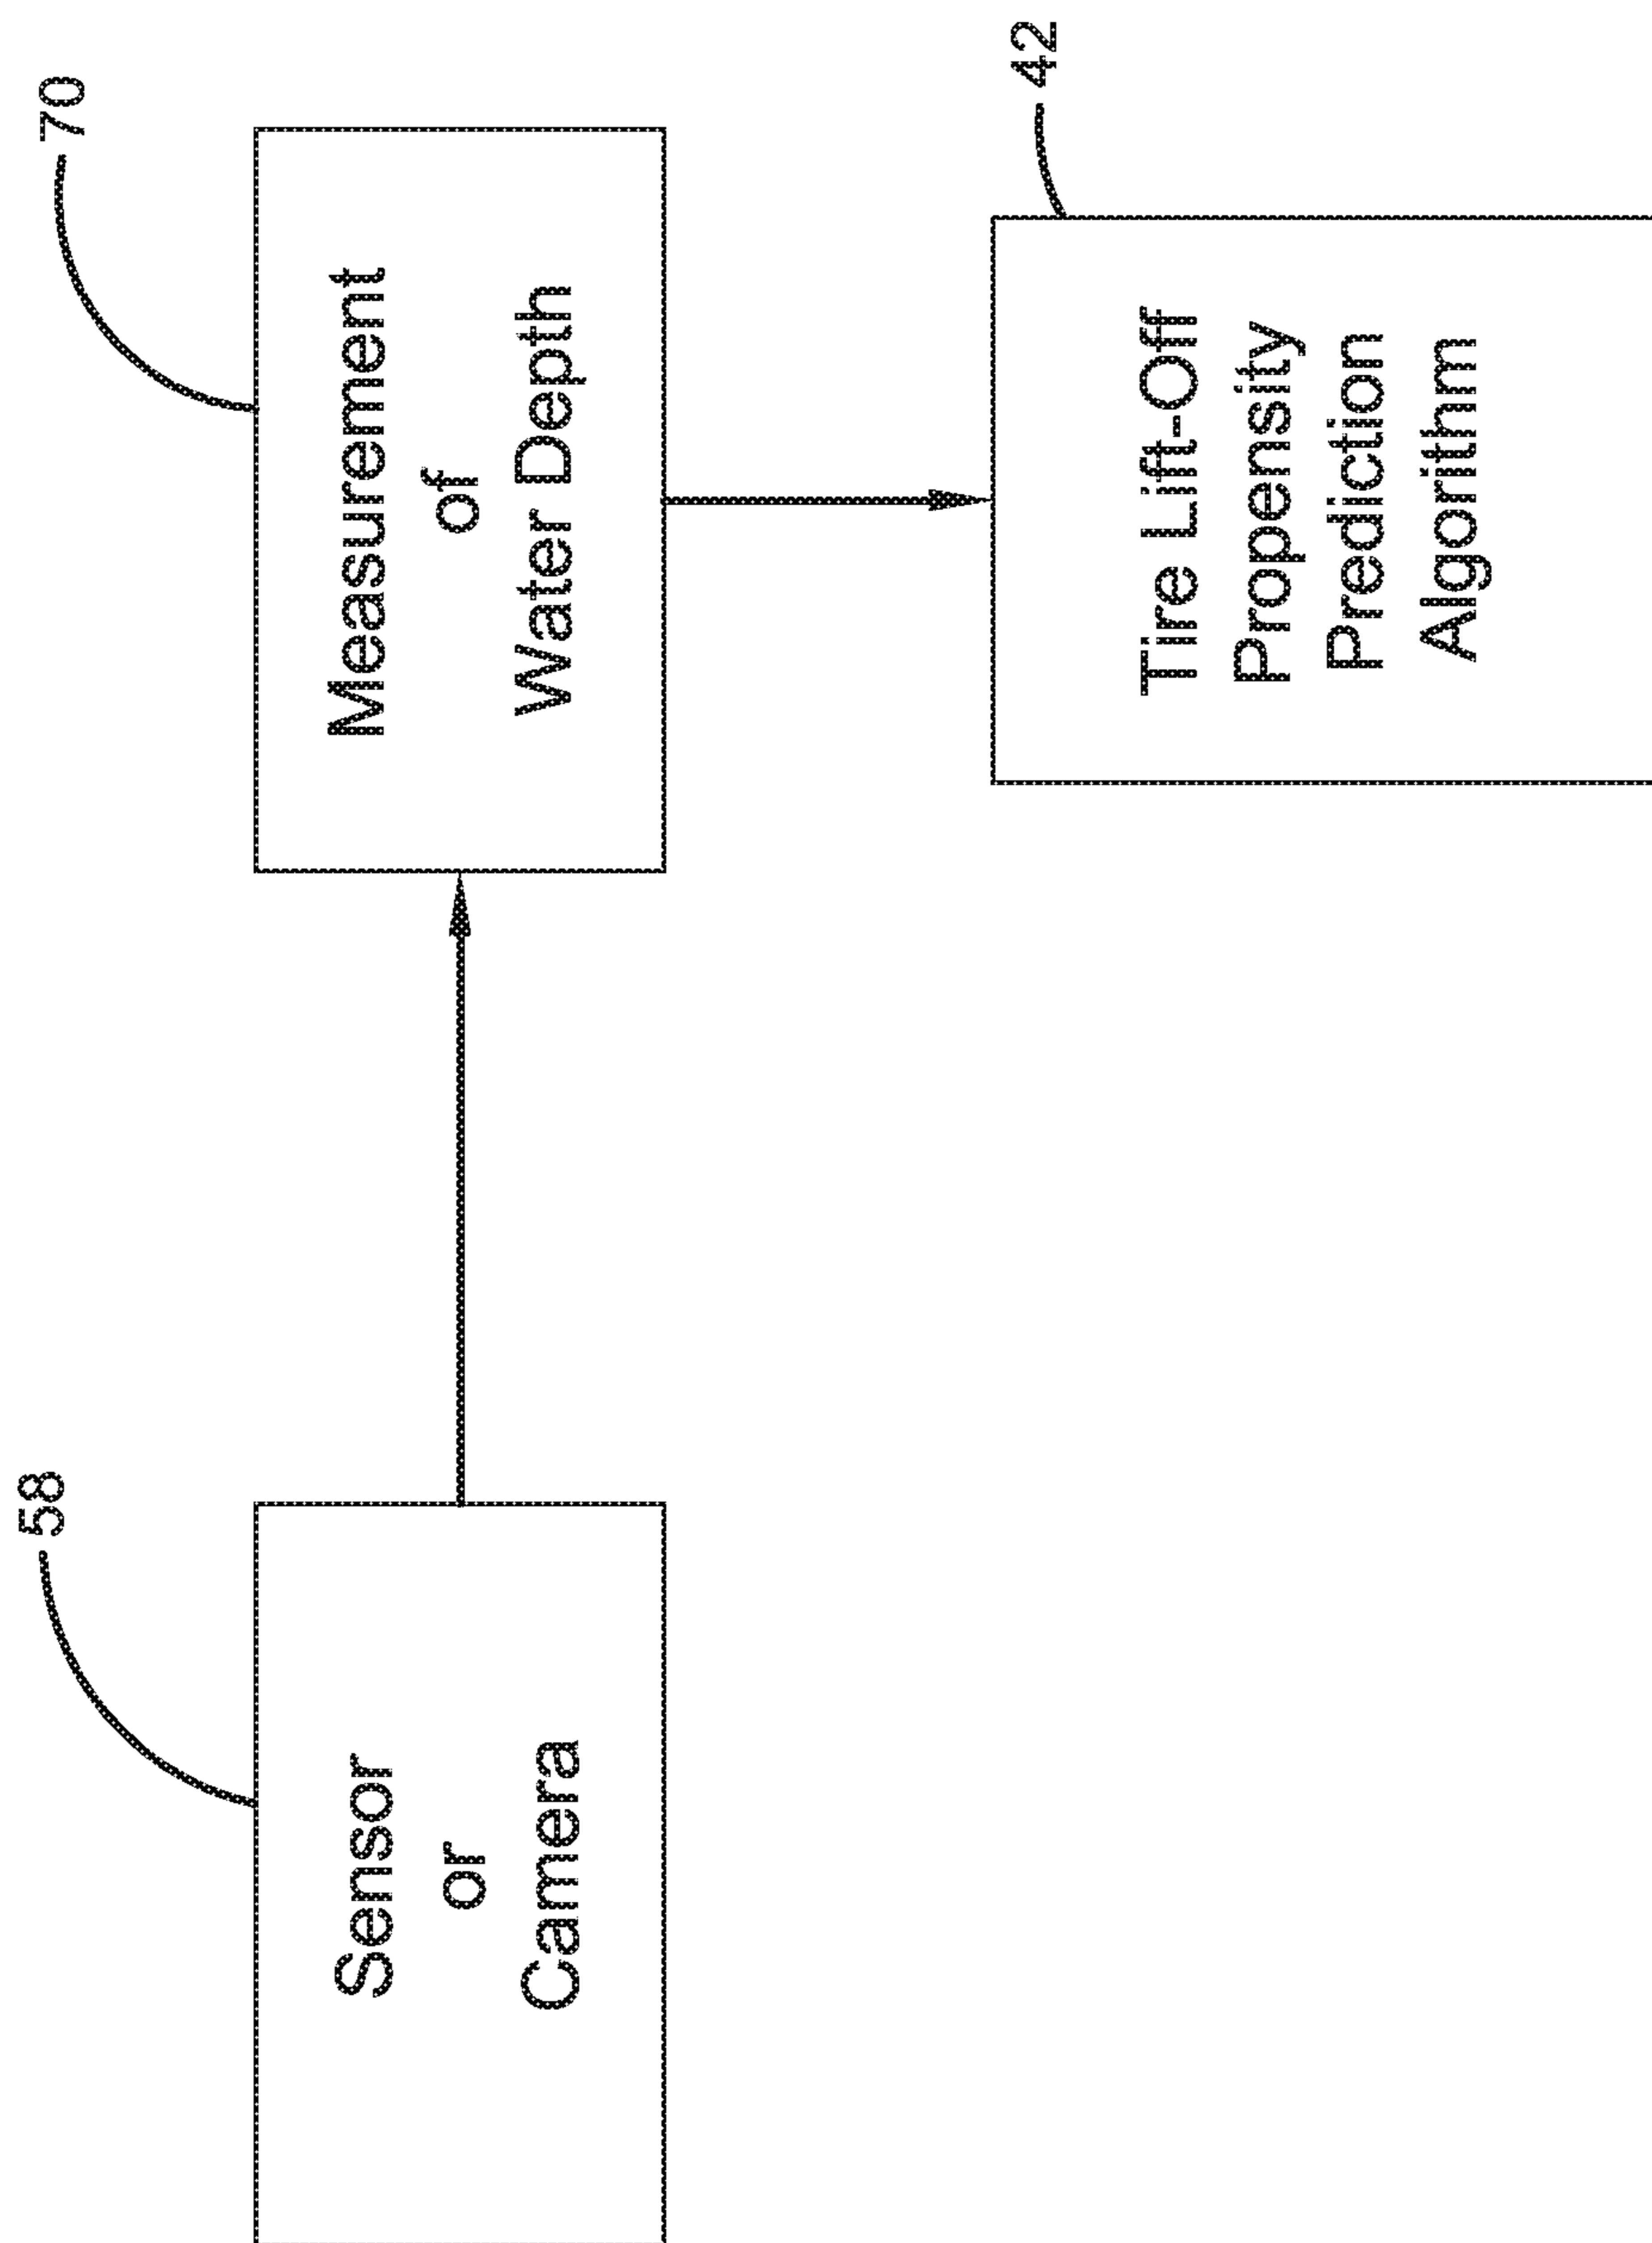 58
Sensor
or
Camera
70
Measurement
of
Water Depth
42
Tire Lift-Off
Propensity
Prediction
Algorithm